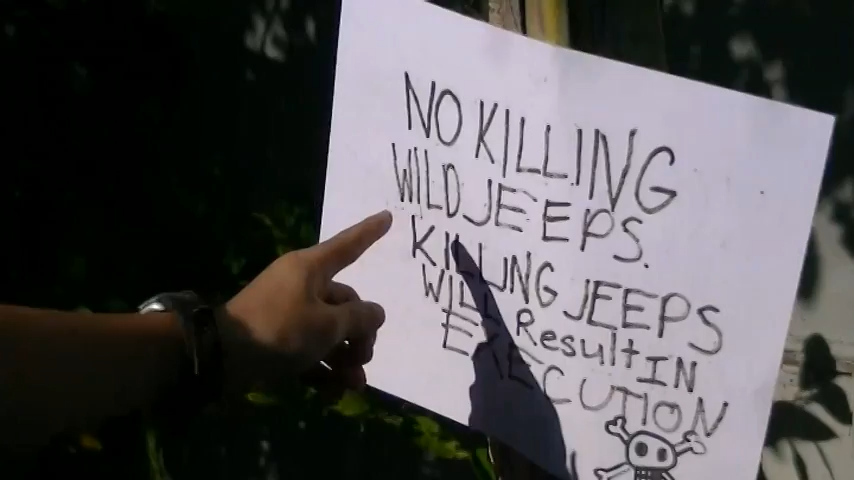 NO KILLING
WILD JEEPS.
KILLING JEEPS
WILL Result IN
EXECUTION